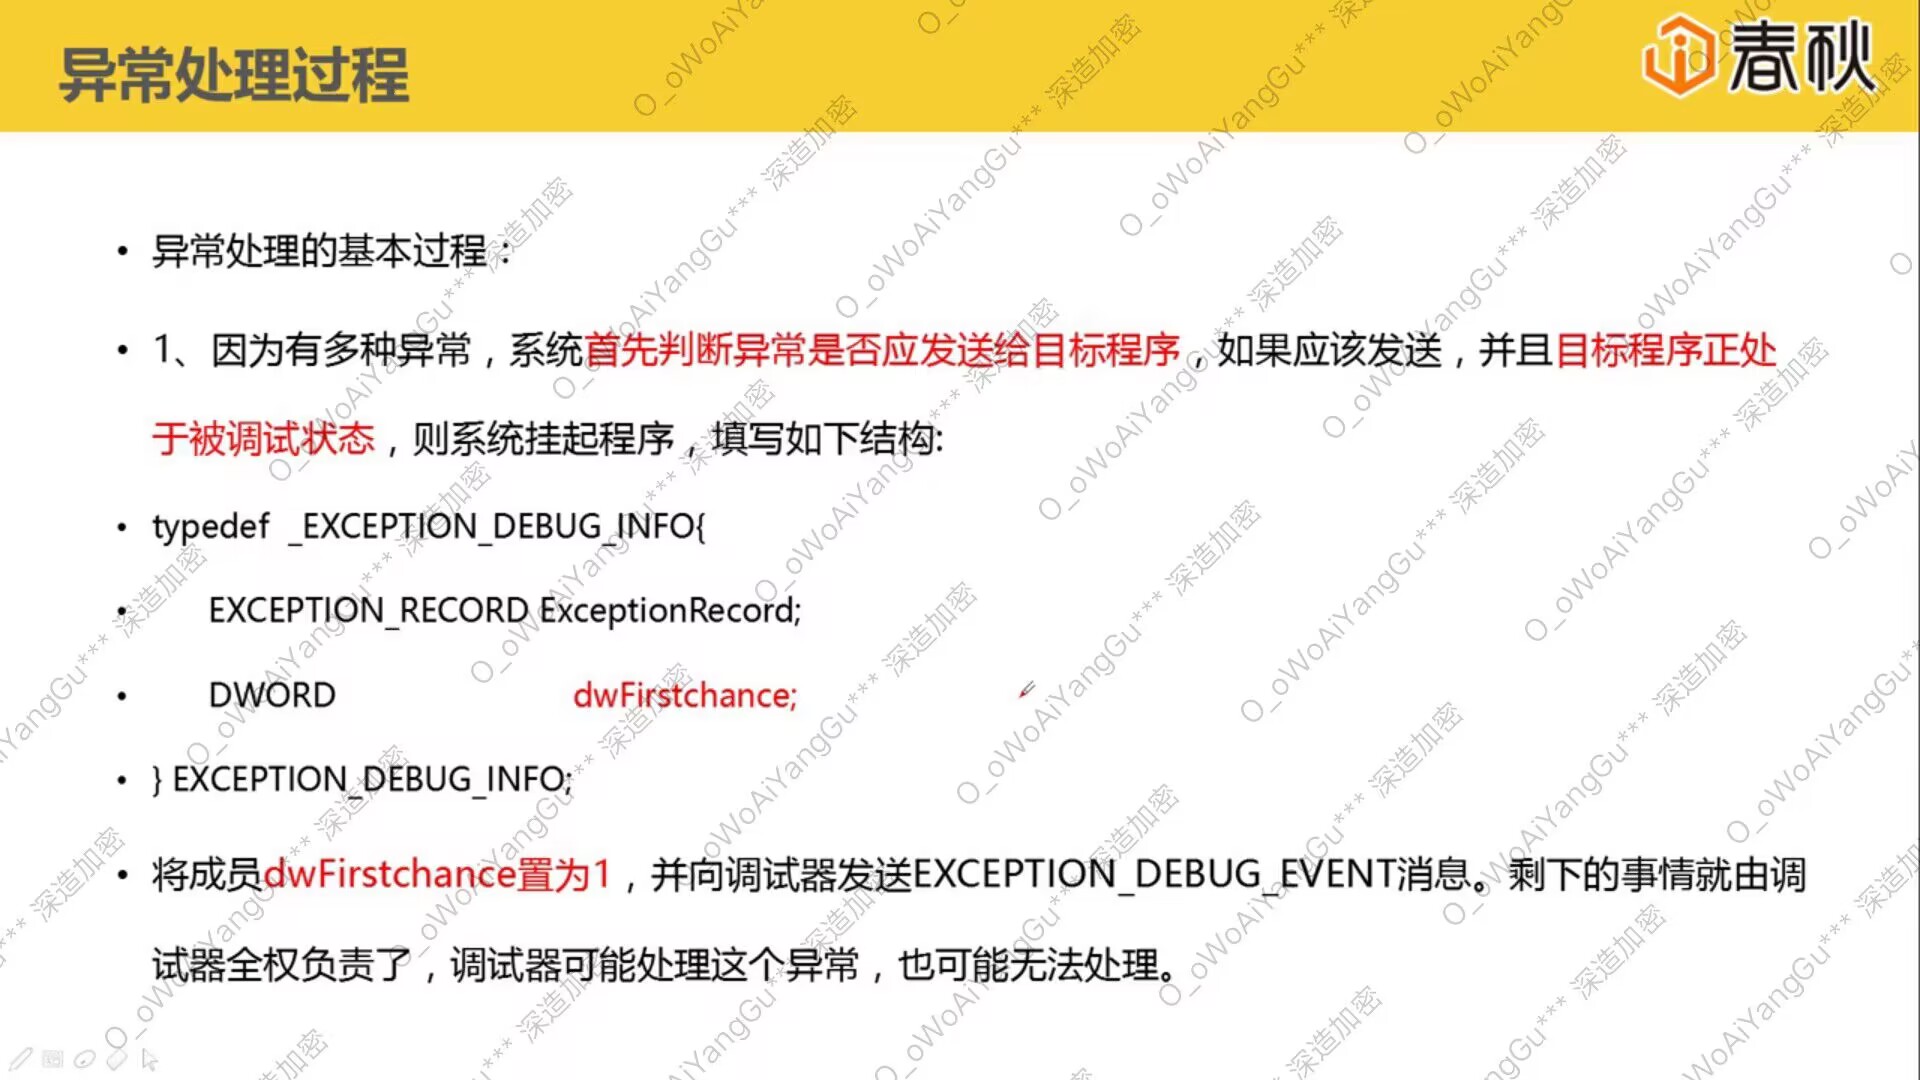 异常处理过程
春秋
• 异常处理的基本过程：
• 1、因为有多种异常，系统首先判断异常是否应发送给目标程序，如果应该发送，并且目标程序正处
于被调试状态，则系统挂起程序，填写如下结构:
• typedef _EXCEPTION_DEBUG_INFO{
• EXCEPTION_RECORD ExceptionRecord;
• DWORD dwFirstchance;
• } EXCEPTION_DEBUG_INFO;
• 将成员dwFirstchance置为1，并向调试器发送EXCEPTION_DEBUG_EVENT消息。剩下的事情就由调
试器全权负责了，调试器可能处理这个异常，也可能无法处理。
O_oWoAiYangGu*** 深造加密